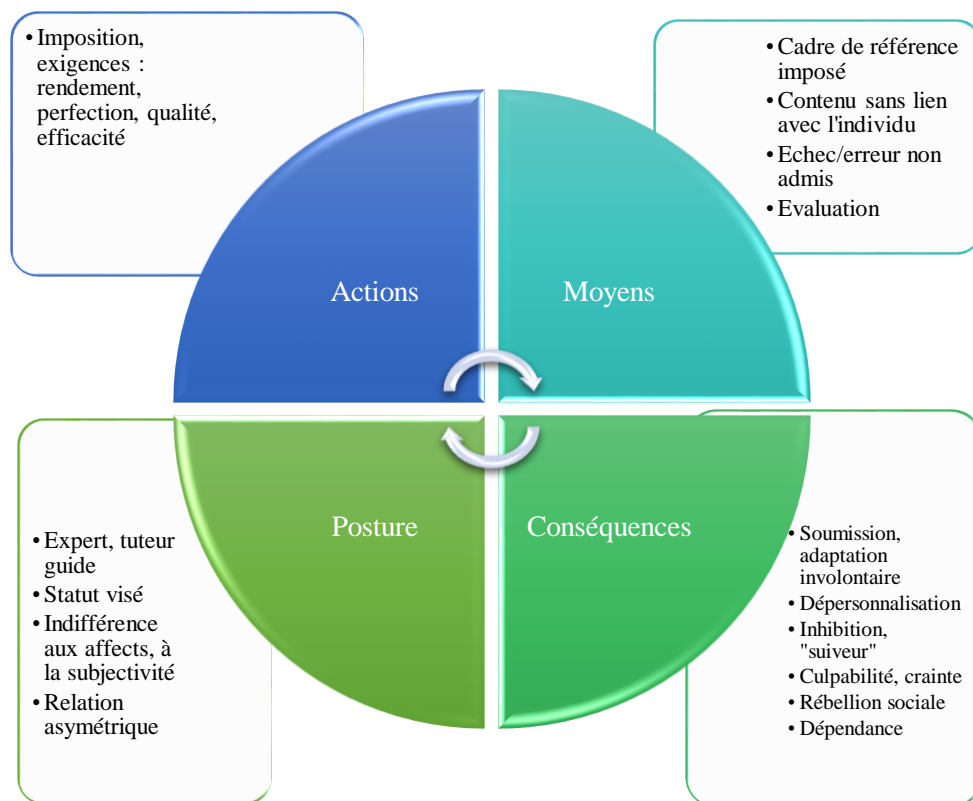 • Imposition,
exigences :
rendement,
perfection, qualité,
efficacité
• Cadre de référence
imposé
• Contenu sans lien
avec l'individu
• Echec/erreur non
admis
• Evaluation
Actions
Moyens
Posture
Conséquences
• Expert, tuteur
guide
• Statut visé
• Indifférence
aux affects, à
la subjectivité
• Relation
asymétrique
• Soumission,
adaptation
involontaire
• Dépersonnalisation
• Inhibition,
"suiveur"
• Culpabilité, crainte
• Rébellion sociale
• Dépendance